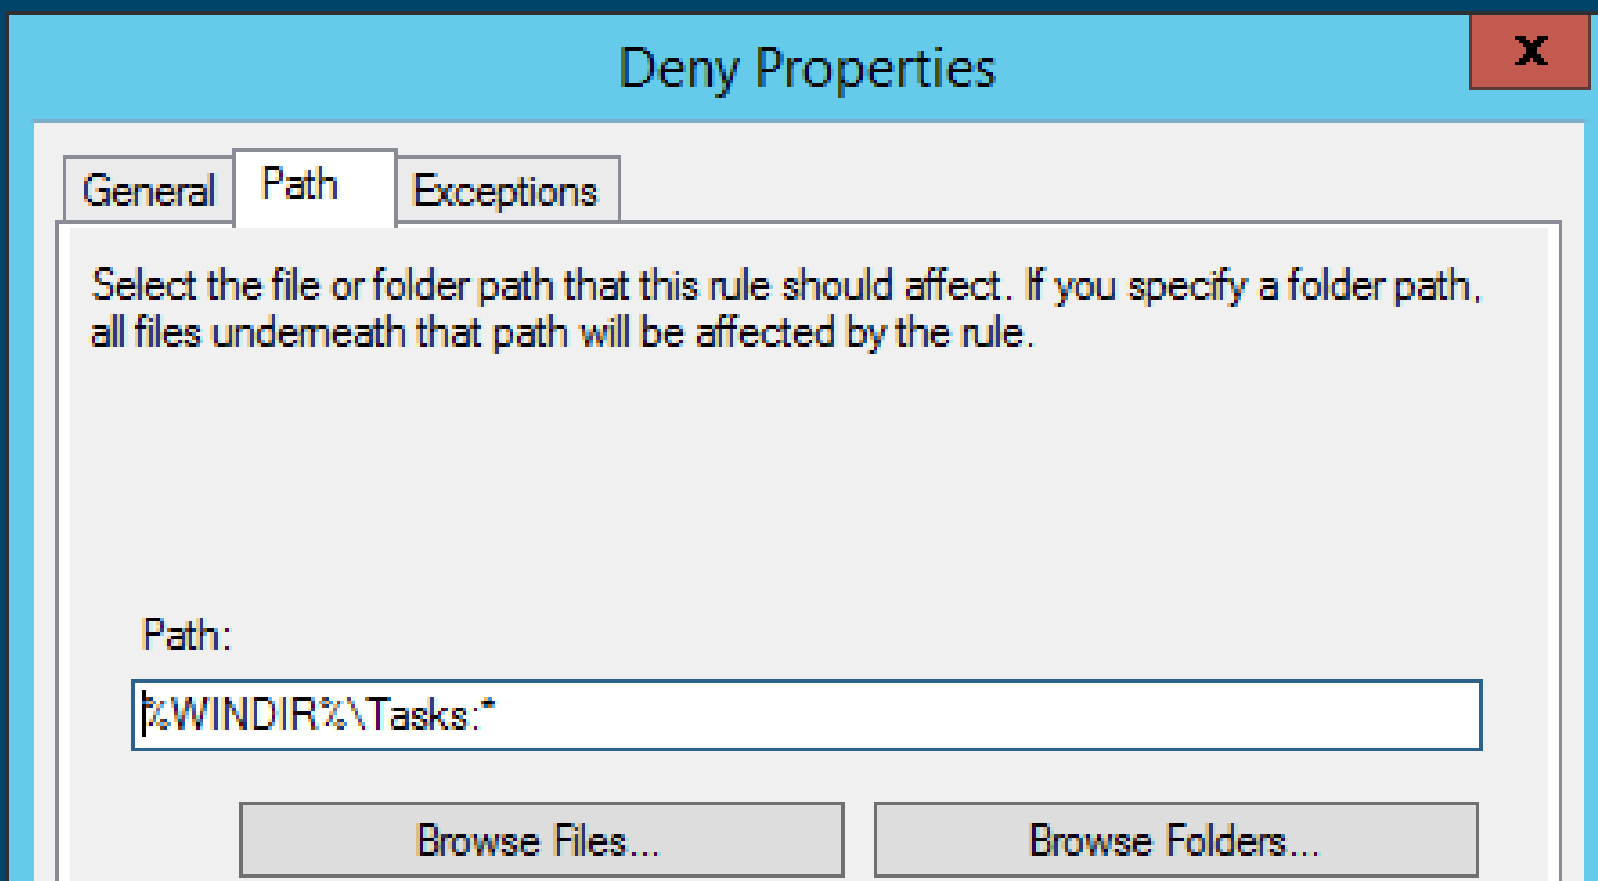 Deny Properties
x
General
Path
Exceptions
Select the file or folder path that this rule should affect. If you specify a folder path,
all files underneath that path will be affected by the rule.
Path:
%WINDIR%\Tasks:*
Browse Files...
Browse Folders...